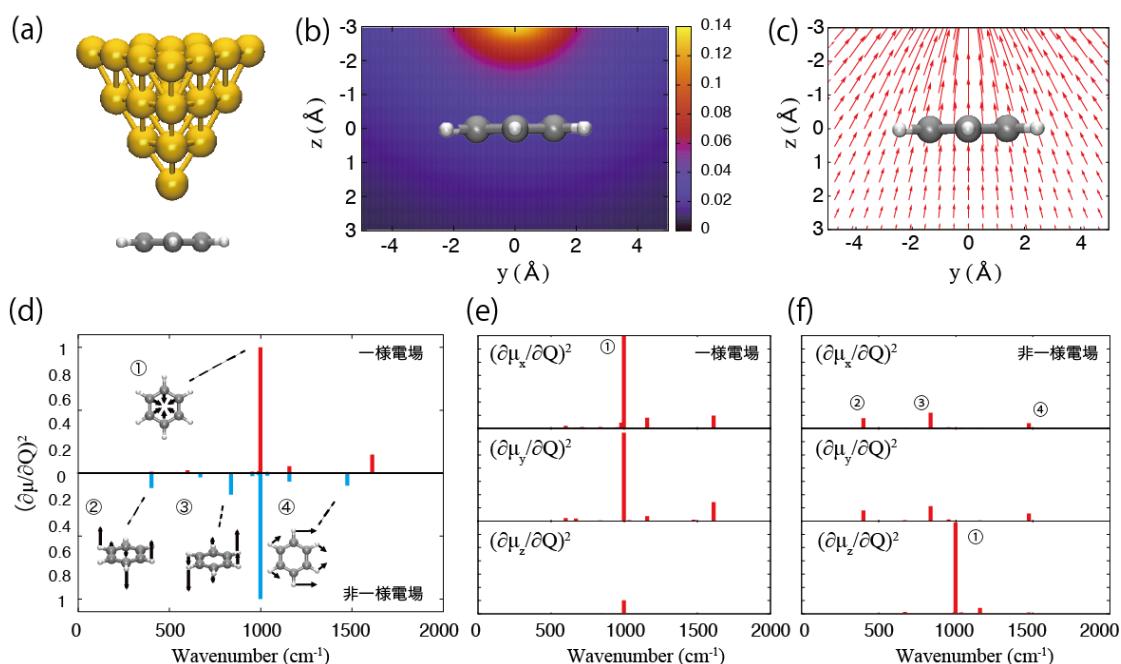 (a)
(b)
-3
-2
-1
0
1
2
3
z (Å)
-4
-2
0
2
4
y (Å)
0.14
0.12
0.10
0.08
0.06
0.04
0.02
0
(c)
-3
-2
-1
0
1
2
3
z (Å)
-4
-2
0
2
4
y (Å)
(d)
1
0.8
0.6
0.4
0.2
0
0.2
0.4
0.6
0.8
1
(∂μ/∂Q)²
①
一様電場
②
③
④
非一様電場
0
500
1000
1500
2000
Wavenumber (cm⁻¹)
(e)
(∂μₓ/∂Q)²
①
一様電場
(∂μ_y/∂Q)²
(∂μ_z/∂Q)²
0
500
1000
1500
2000
Wavenumber (cm⁻¹)
(f)
(∂μₓ/∂Q)²
非一様電場
②
③
④
(∂μ_y/∂Q)²
(∂μ_z/∂Q)²
①
0
500
1000
1500
2000
Wavenumber (cm⁻¹)